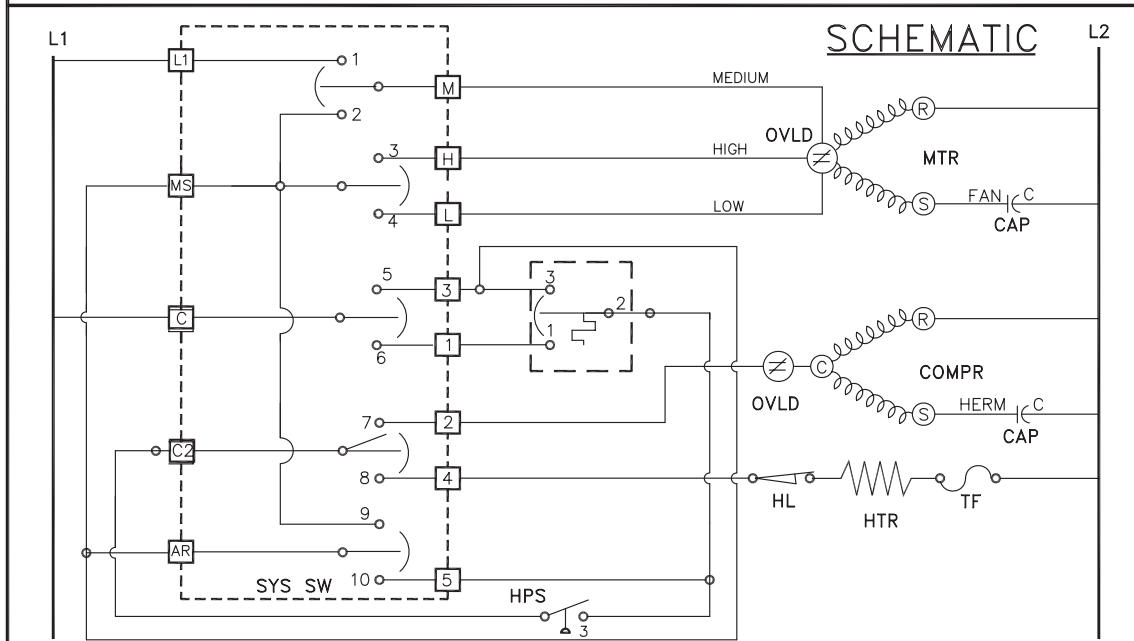 L1
SCHEMATIC
L2
L1
1
M
MEDIUM
2
R
OVLD
3
H
HIGH
MTR
MS
4
L
LOW
S
FAN
C
CAP
5
3
3
2
C
1
6
1
R
COMPR
C
OVLD
7
2
S
HERM
C
CAP
C2
8
4
HL
HTR
TF
9
AR
10
5
SYS SW
HPS
3